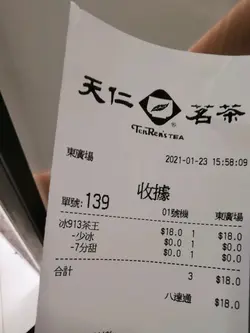 天仁 茗茶
®
TenRen's TEA
東廣場 2021-01-23 15:58:09
收據
單號: 139 01號機 東廣場
冰913茶王 $18.0 1 $18.0
-少冰 $0.0 1 $0.0
-7分甜 $0.0 1 $0.0
合計 3 $18.0
八達通 $18.0